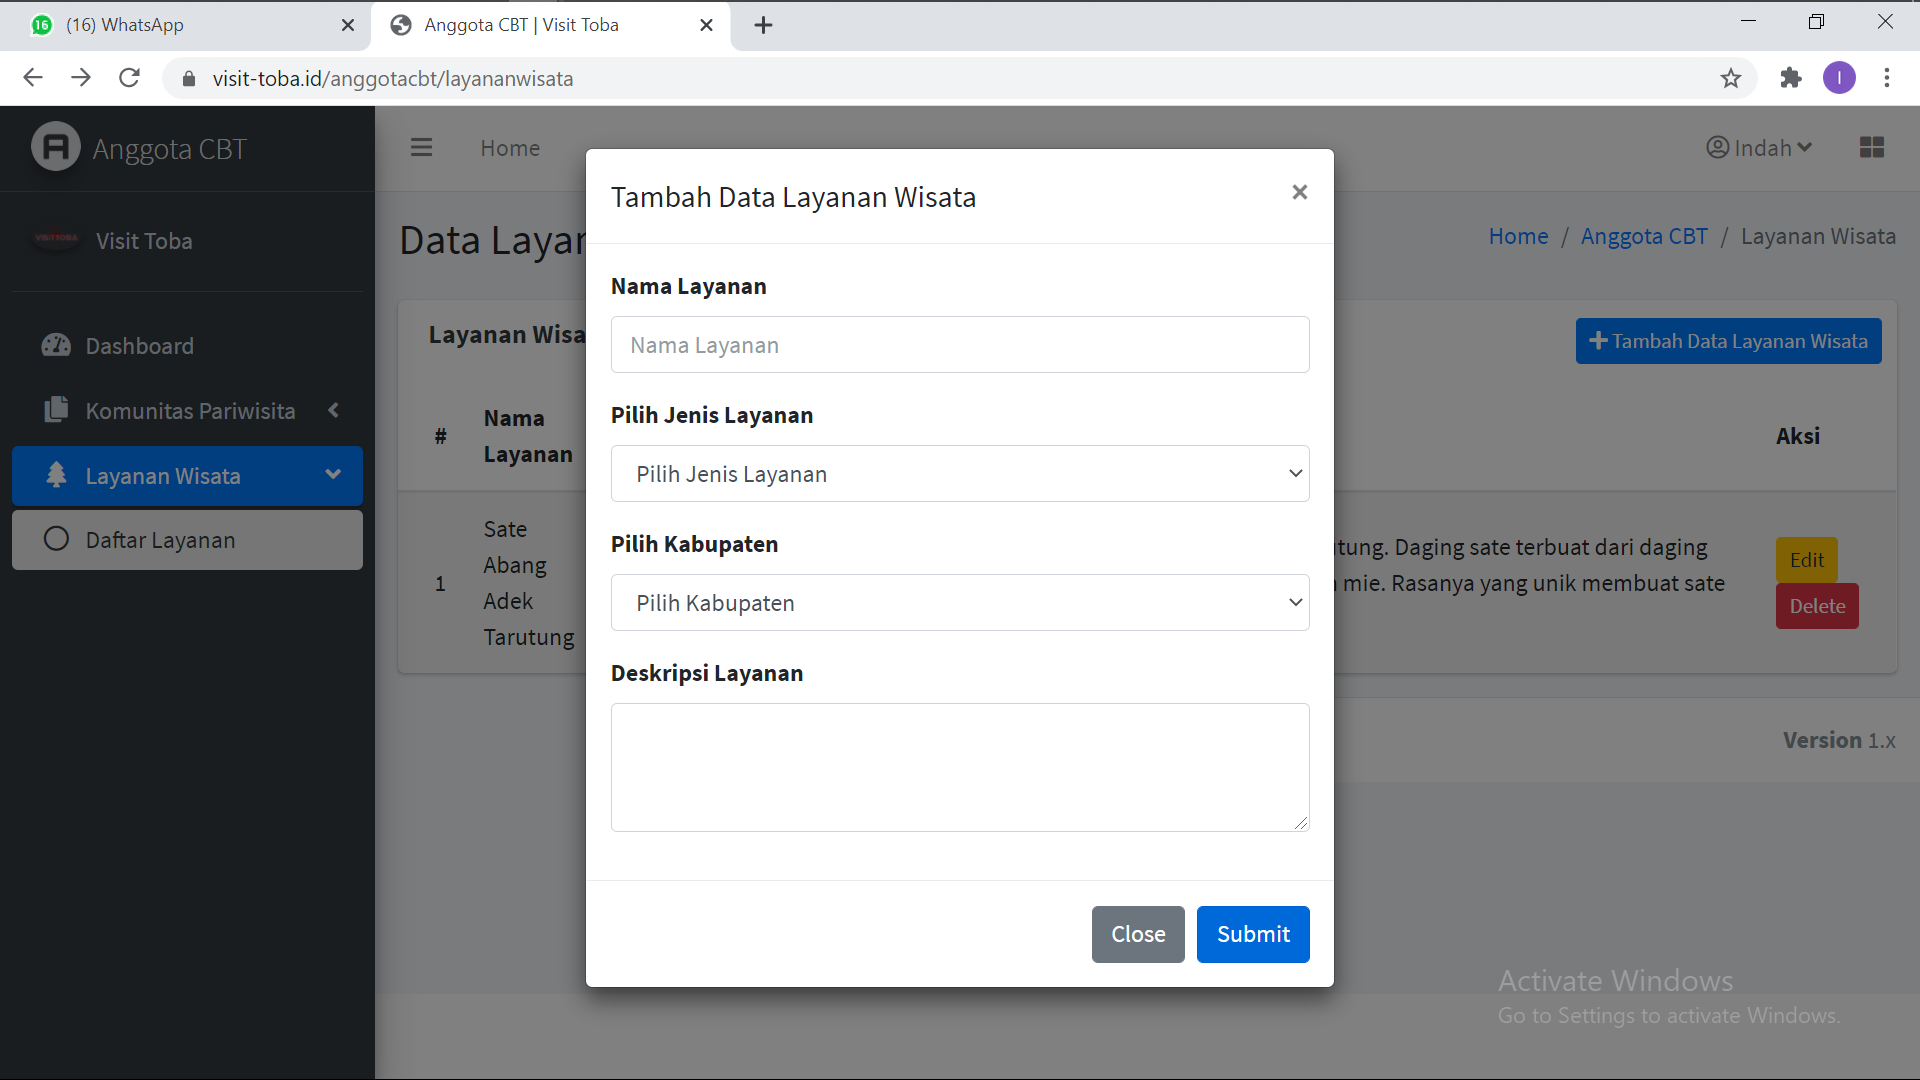 16 (16) WhatsApp
Anggota CBT | Visit Toba
visit-toba.id/anggotacbt/layananwisata
I
Anggota CBT
Home
Indah
VISIT TOBA Visit Toba
Dashboard
Komunitas Pariwisita
Layanan Wisata
Daftar Layanan
Data Layan
Home / Anggota CBT / Layanan Wisata
Layanan Wisa
Tambah Data Layanan Wisata
# Nama Layanan
Aksi
1
Sate
Abang
Adek
Tarutung
tung. Daging sate terbuat dari daging
mie. Rasanya yang unik membuat sate
Edit
Delete
Version 1.x
Tambah Data Layanan Wisata ×
Nama Layanan
Nama Layanan
Pilih Jenis Layanan
Pilih Jenis Layanan
Pilih Kabupaten
Pilih Kabupaten
Deskripsi Layanan
Close
Submit
Activate Windows
Go to Settings to activate Windows.